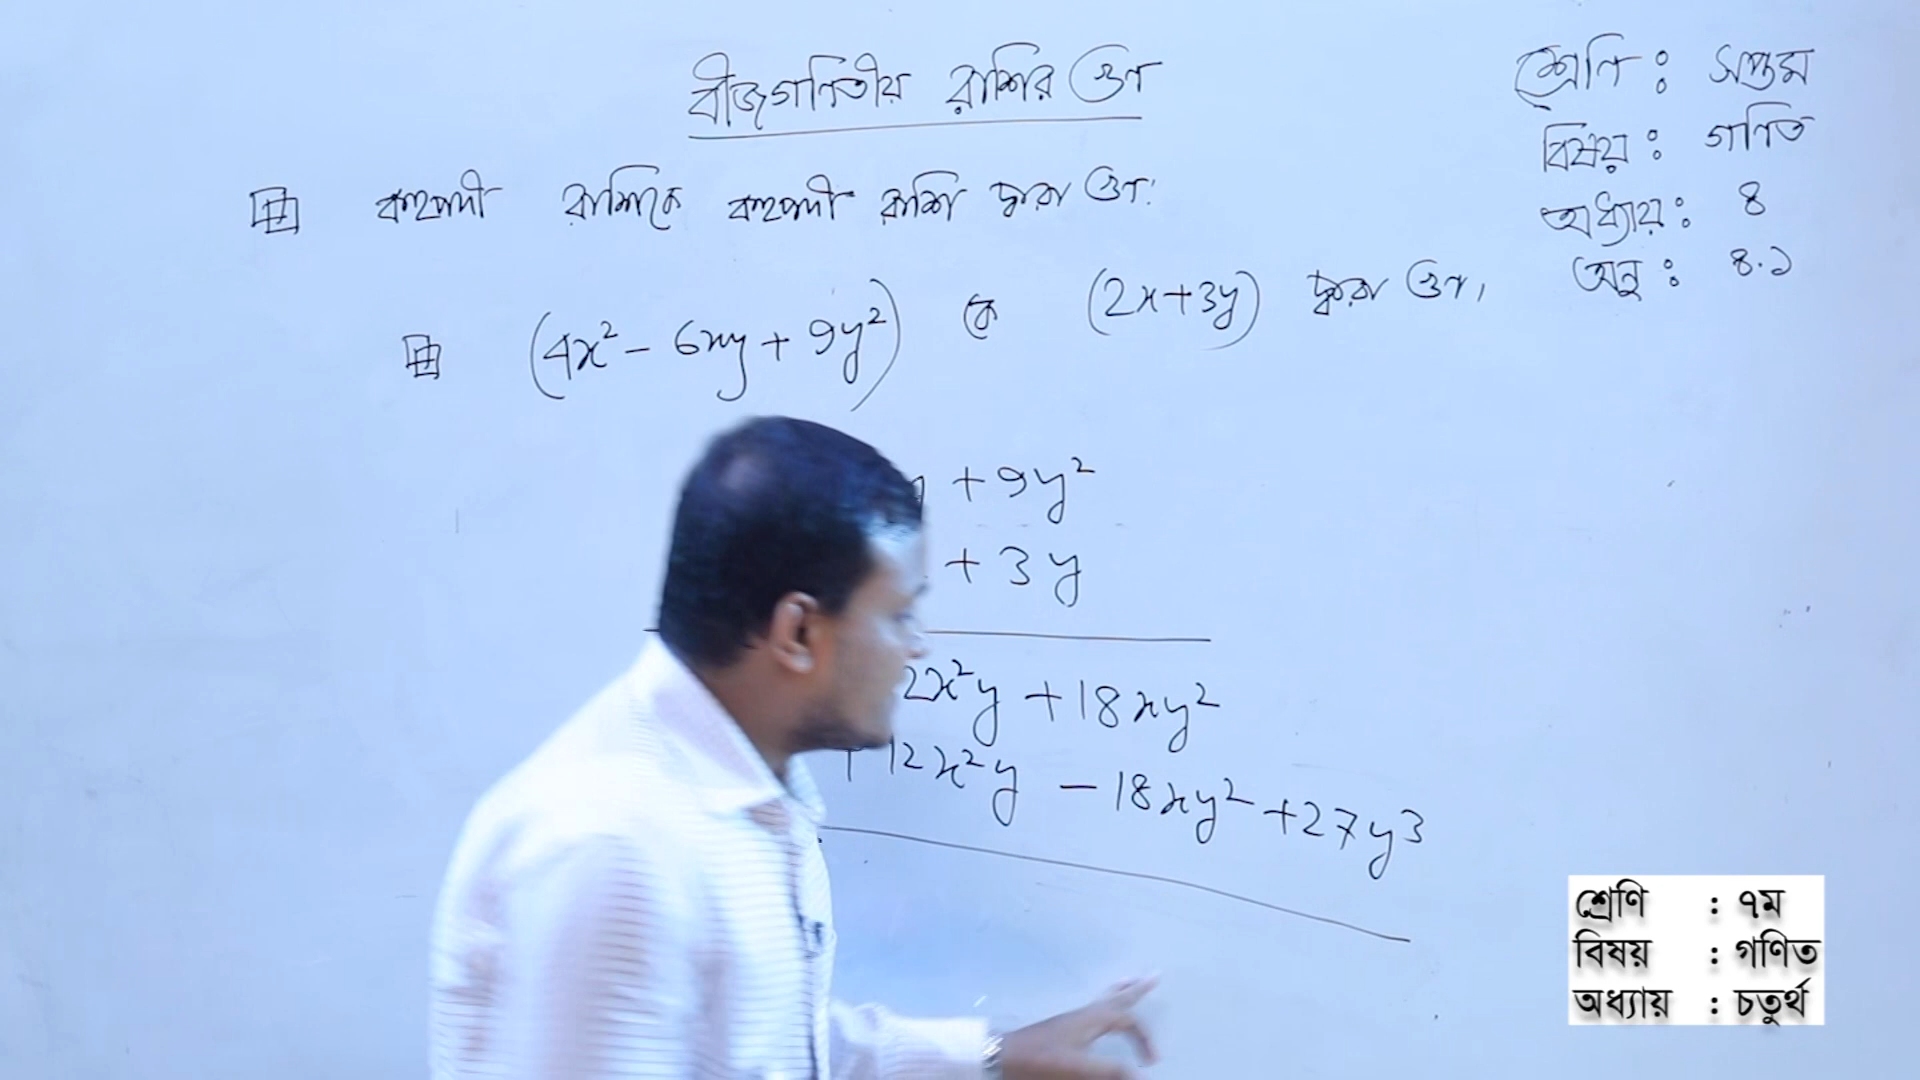 বীজগণিতীয় রাশির গুণ
শ্রেণি : সপ্তম
বিষয় : গণিত
অধ্যায় : ৪
অনু : ৪.১
বহুপদী রাশিকে বহুপদী রাশি দ্বারা গুণ।
(4x² - 6xy + 9y²) কে (2x+3y) দ্বারা গুণ।
+ 9y²
+ 3y
2x²y + 18xy²
+ 12x²y - 18xy² + 27y³
শ্রেণি : ৭ম
বিষয় : গণিত
অধ্যায় : চতুর্থ